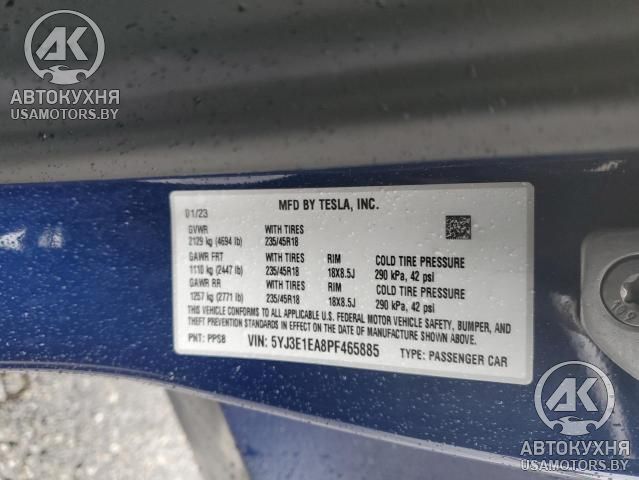 AK
АВТОКУХНЯ
USAMOTORS.BY
MFD BY TESLA, INC.
01/23
GVWR WITH TIRES
2129 kg (4694 lb) 235/45R18
GAWR FRT WITH TIRES RIM COLD TIRE PRESSURE
1110 kg (2447 lb) 235/45R18 18X8.5J 290 kPa, 42 psi
GAWR RR WITH TIRES RIM COLD TIRE PRESSURE
1257 kg (2771 lb) 235/45R18 18X8.5J 290 kPa, 42 psi
THIS VEHICLE CONFORMS TO ALL APPLICABLE U.S. FEDERAL MOTOR VEHICLE SAFETY, BUMPER, AND
THEFT PREVENTION STANDARDS IN EFFECT ON THE DATE OF MANUFACTURE SHOWN ABOVE.
PNT: PPSB VIN: 5YJ3E1EA8PF465885 TYPE: PASSENGER CAR
AK
АВТОКУХНЯ
USAMOTORS.BY